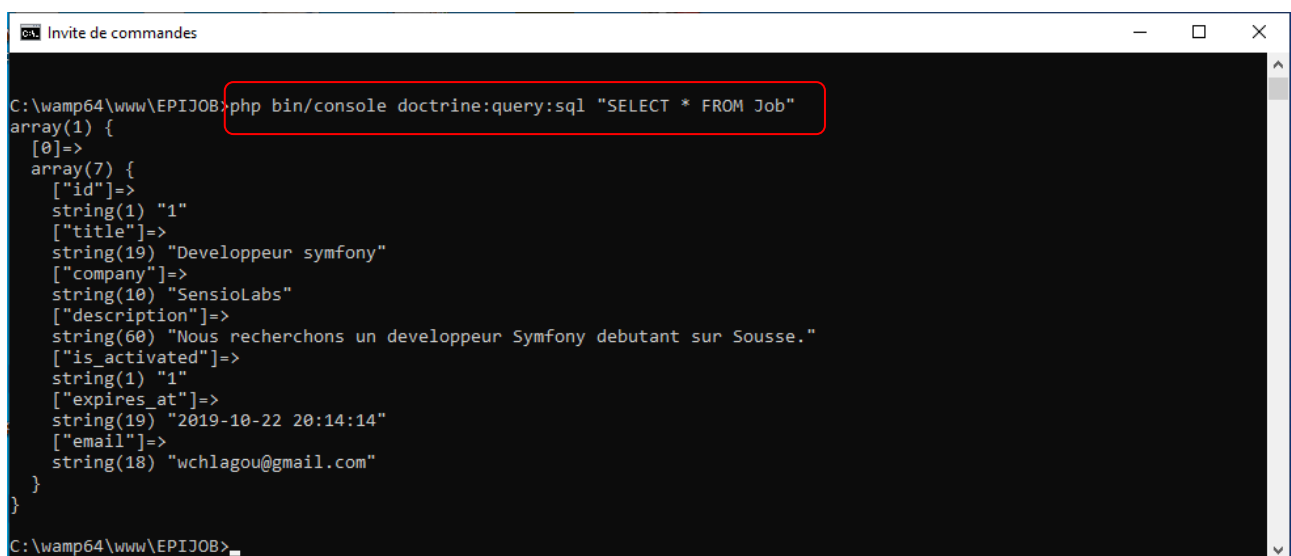 Invite de commandes
C:\wamp64\www\EPIJOB>php bin/console doctrine:query:sql "SELECT * FROM Job"
array(1) {
  [0]=>
  array(7) {
    ["id"]=>
    string(1) "1"
    ["title"]=>
    string(19) "Developpeur symfony"
    ["company"]=>
    string(10) "SensioLabs"
    ["description"]=>
    string(60) "Nous recherchons un developpeur Symfony debutant sur Sousse."
    ["is_activated"]=>
    string(1) "1"
    ["expires_at"]=>
    string(19) "2019-10-22 20:14:14"
    ["email"]=>
    string(18) "wchlagou@gmail.com"
  }
}
C:\wamp64\www\EPIJOB>